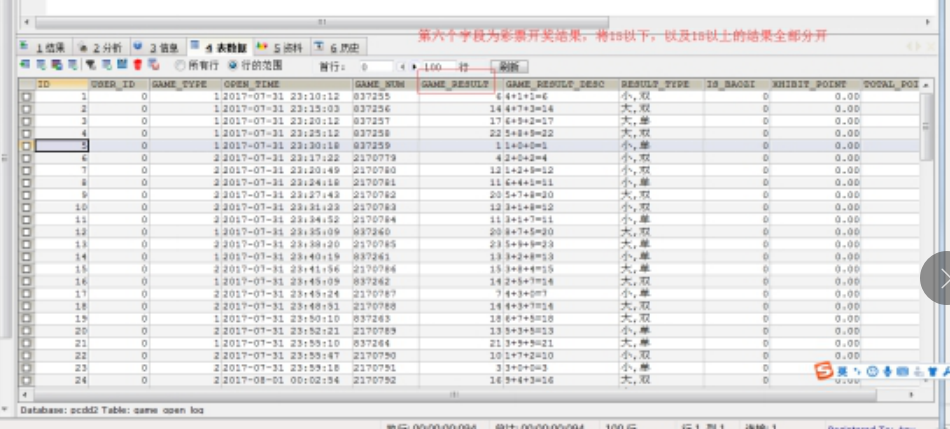 1 结果 2 分析 3 信息 4 表数据 5 资料 6 历史
第六个字段为彩票开奖结果，将18以下，以及18以上的结果全部分开
所有行 行的范围 首行： 0 100 行 刷新
ID USER_ID GAME_TYPE OPEN_TIME GAME_NUM GAME_RESULT GAME_RESULT_DESC RESULT_TYPE IS_BAOZI XHIBIT_POINT TOTAL_POI
1 0 1 2017-07-31 23:10:12 837255 6 4+1+1=6 小,双 0 0.00
2 0 1 2017-07-31 23:15:03 837256 14 4+7+3=14 大,双 0 0.00
3 0 1 2017-07-31 23:20:12 837257 17 6+9+2=17 大,单 0 0.00
4 0 1 2017-07-31 23:25:12 837258 22 5+8+9=22 大,双 0 0.00
5 0 1 2017-07-31 23:30:18 837259 1 1+0+0=1 小,单 0 0.00
6 0 2 2017-07-31 23:17:22 2170779 4 2+0+2=4 小,双 0 0.00
7 0 2 2017-07-31 23:20:49 2170780 12 1+2+9=12 小,双 0 0.00
8 0 2 2017-07-31 23:24:18 2170781 11 6+4+1=11 小,单 0 0.00
9 0 2 2017-07-31 23:27:43 2170782 20 5+7+8=20 大,双 0 0.00
10 0 2 2017-07-31 23:31:23 2170783 12 3+1+8=12 小,双 0 0.00
11 0 2 2017-07-31 23:34:52 2170784 11 3+1+7=11 小,单 0 0.00
12 0 1 2017-07-31 23:35:09 837260 20 8+7+5=20 大,双 0 0.00
13 0 2 2017-07-31 23:38:20 2170785 23 5+9+9=23 大,单 0 0.00
14 0 1 2017-07-31 23:40:19 837261 13 3+2+8=13 小,单 0 0.00
15 0 2 2017-07-31 23:41:56 2170786 15 3+8+4=15 大,单 0 0.00
16 0 1 2017-07-31 23:45:09 837262 14 2+5+7=14 大,双 0 0.00
17 0 2 2017-07-31 23:45:24 2170787 7 4+3+0=7 小,单 0 0.00
18 0 2 2017-07-31 23:48:51 2170788 14 4+3+7=14 大,双 0 0.00
19 0 1 2017-07-31 23:50:10 837263 18 6+7+5=18 大,双 0 0.00
20 0 2 2017-07-31 23:52:21 2170789 13 5+3+5=13 小,单 0 0.00
21 0 1 2017-07-31 23:55:10 837264 21 3+9+9=21 大,单 0 0.00
22 0 2 2017-07-31 23:55:47 2170790 10 1+7+2=10 小,双 0 0.00
23 0 2 2017-07-31 23:59:18 2170791 3 3+0+0=3 小,单 0 0.00
24 0 2 2017-08-01 00:02:54 2170792 16 9+4+3=16 大,双 0 0.00
英
Database: pcdd2 Table: game_open_log
100 行